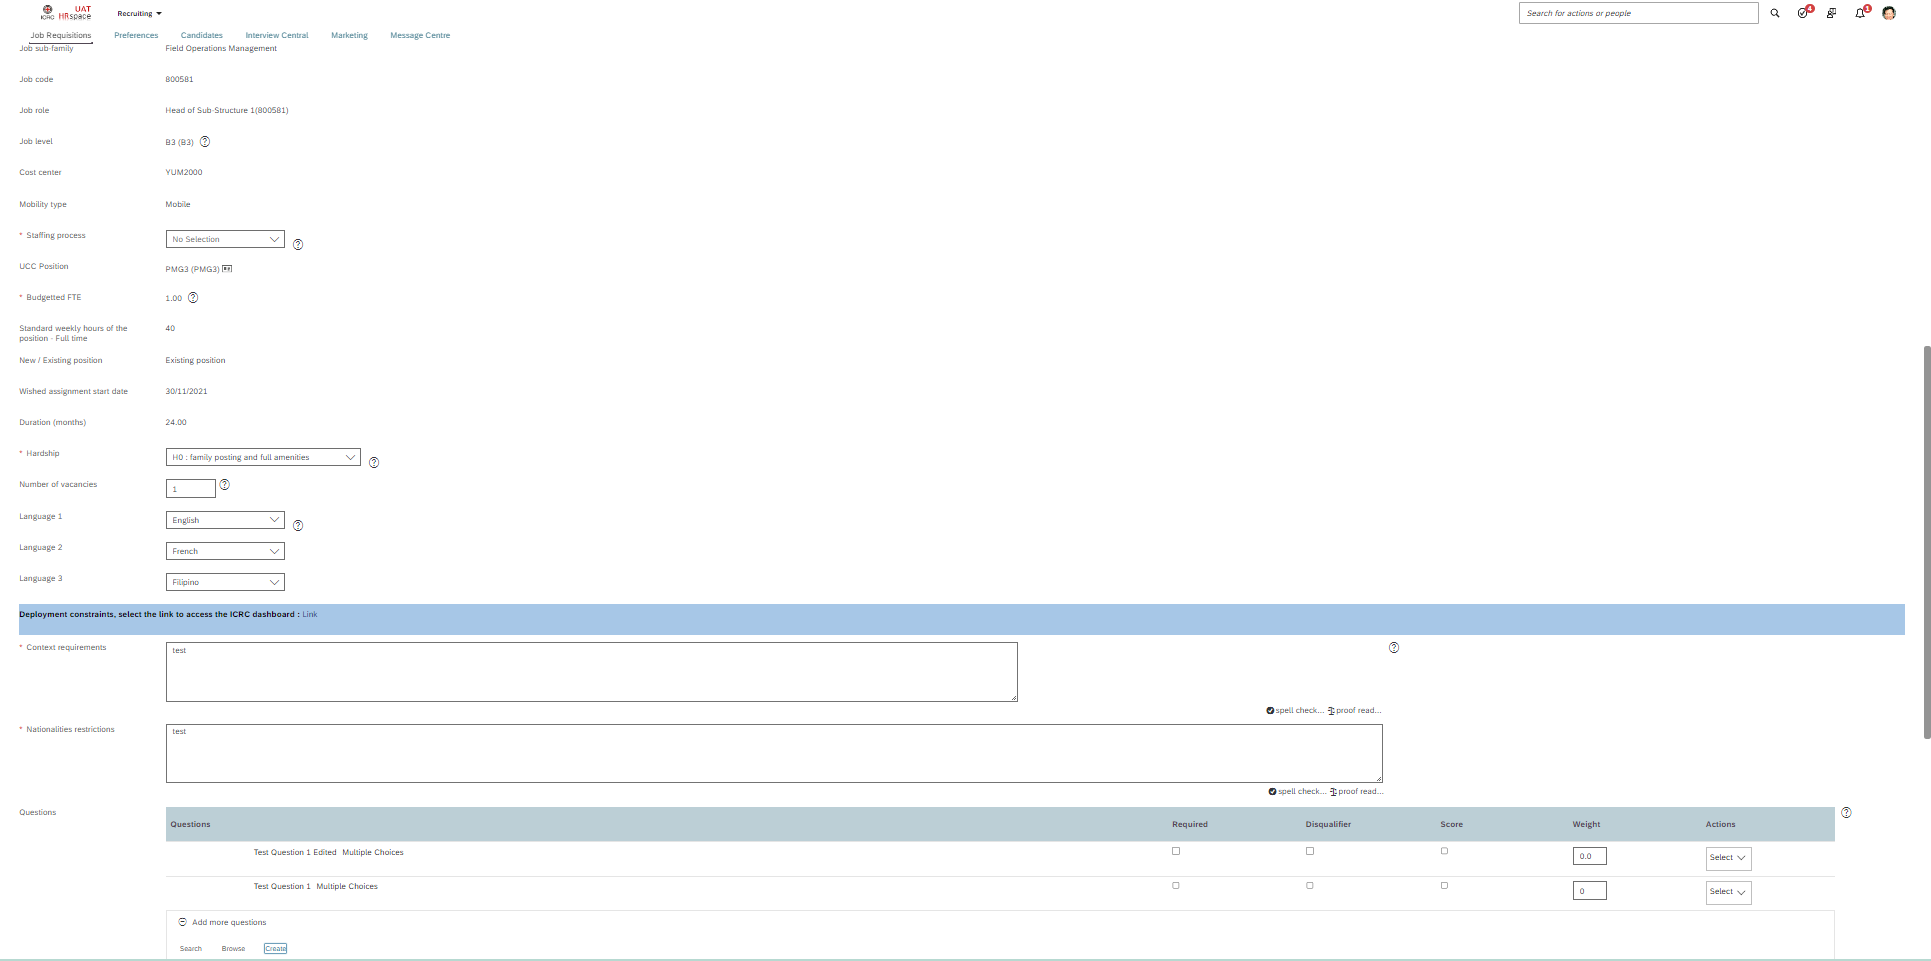 UAT
ICRC HRspace
Recruiting
Search for actions or people
4
1
Job Requisitions Preferences Candidates Interview Central Marketing Message Centre
Job sub-family Field Operations Management
Job code 800581
Job role Head of Sub-Structure 1(800581)
Job level B3 (B3) ?
Cost center YUM2000
Mobility type Mobile
* Staffing process No Selection ?
UCC Position PMG3 (PMG3)
* Budgetted FTE 1.00 ?
Standard weekly hours of the 40
position - Full time
New / Existing position Existing position
Wished assignment start date 30/11/2021
Duration (months) 24.00
* Hardship H0 : family posting and full amenities ?
Number of vacancies 1 ?
Language 1 English ?
Language 2 French
Language 3 Filipino
Deployment constraints, select the link to access the ICRC dashboard : Link
* Context requirements test ?
spell check... proof read...
* Nationalities restrictions test
spell check... proof read...
Questions ?
Questions Required Disqualifier Score Weight Actions
Test Question 1 Edited Multiple Choices 0.0 Select
Test Question 1 Multiple Choices 0 Select
Add more questions
Search Browse Create